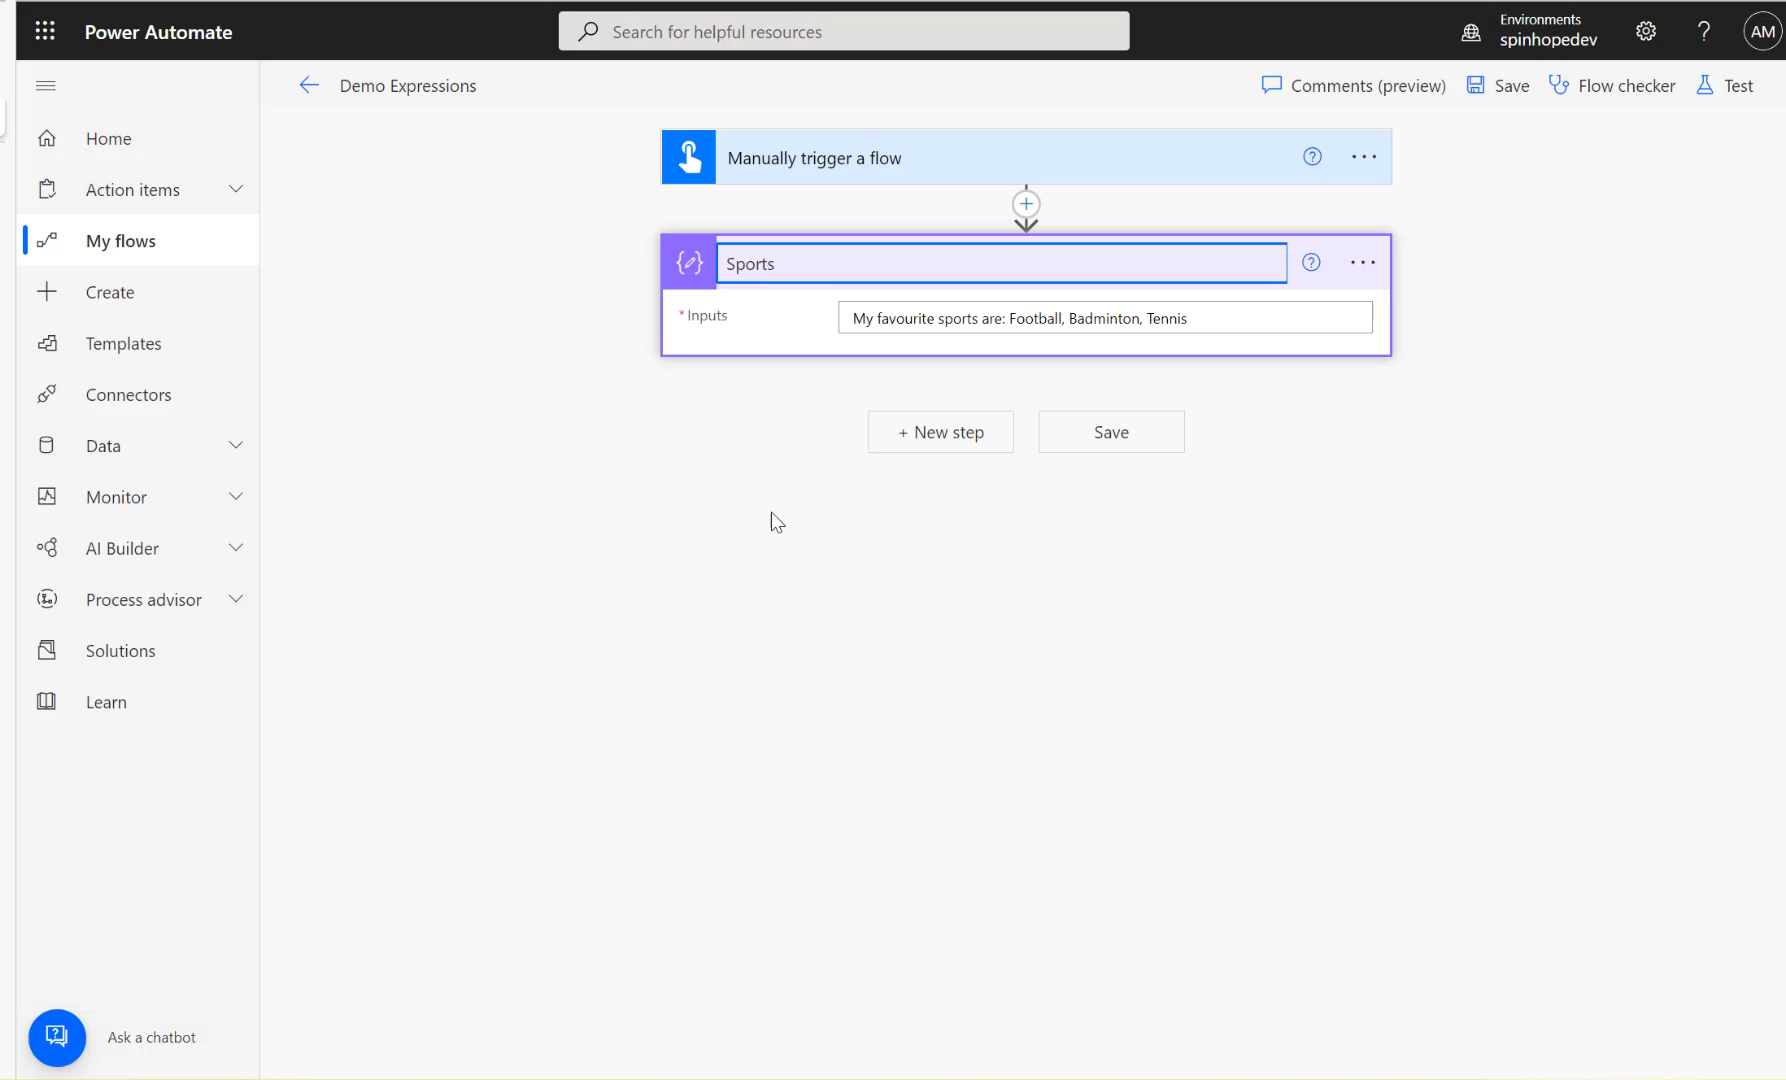 Power Automate
Search for helpful resources
Environments
spinhopedev
?
AM
Demo Expressions
Comments (preview)
Save
Flow checker
Test
Home
Action items
My flows
Create
Templates
Connectors
Data
Monitor
AI Builder
Process advisor
Solutions
Learn
Ask a chatbot
Manually trigger a flow
?
Sports
?
* Inputs
My favourite sports are: Football, Badminton, Tennis
+ New step
Save